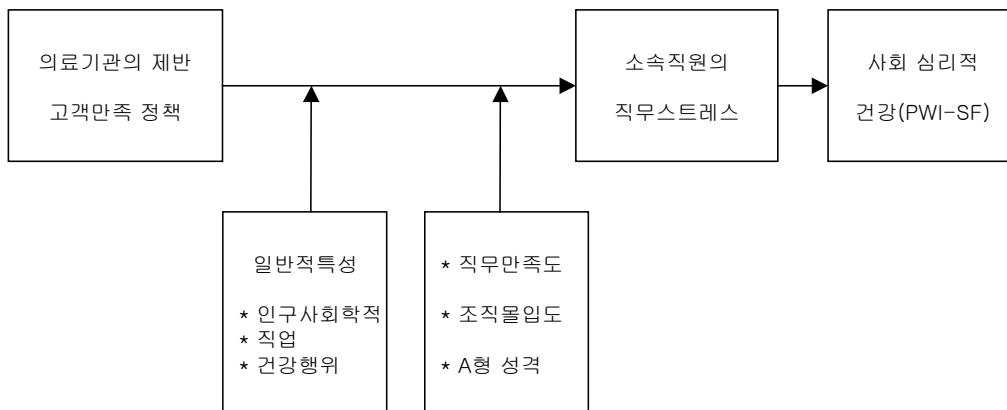 의료기관의 제반
고객만족 정책
소속직원의
직무스트레스
사회 심리적
건강(PWI-SF)
일반적특성
* 인구사회학적
* 직업
* 건강행위
* 직무만족도
* 조직몰입도
* A형 성격